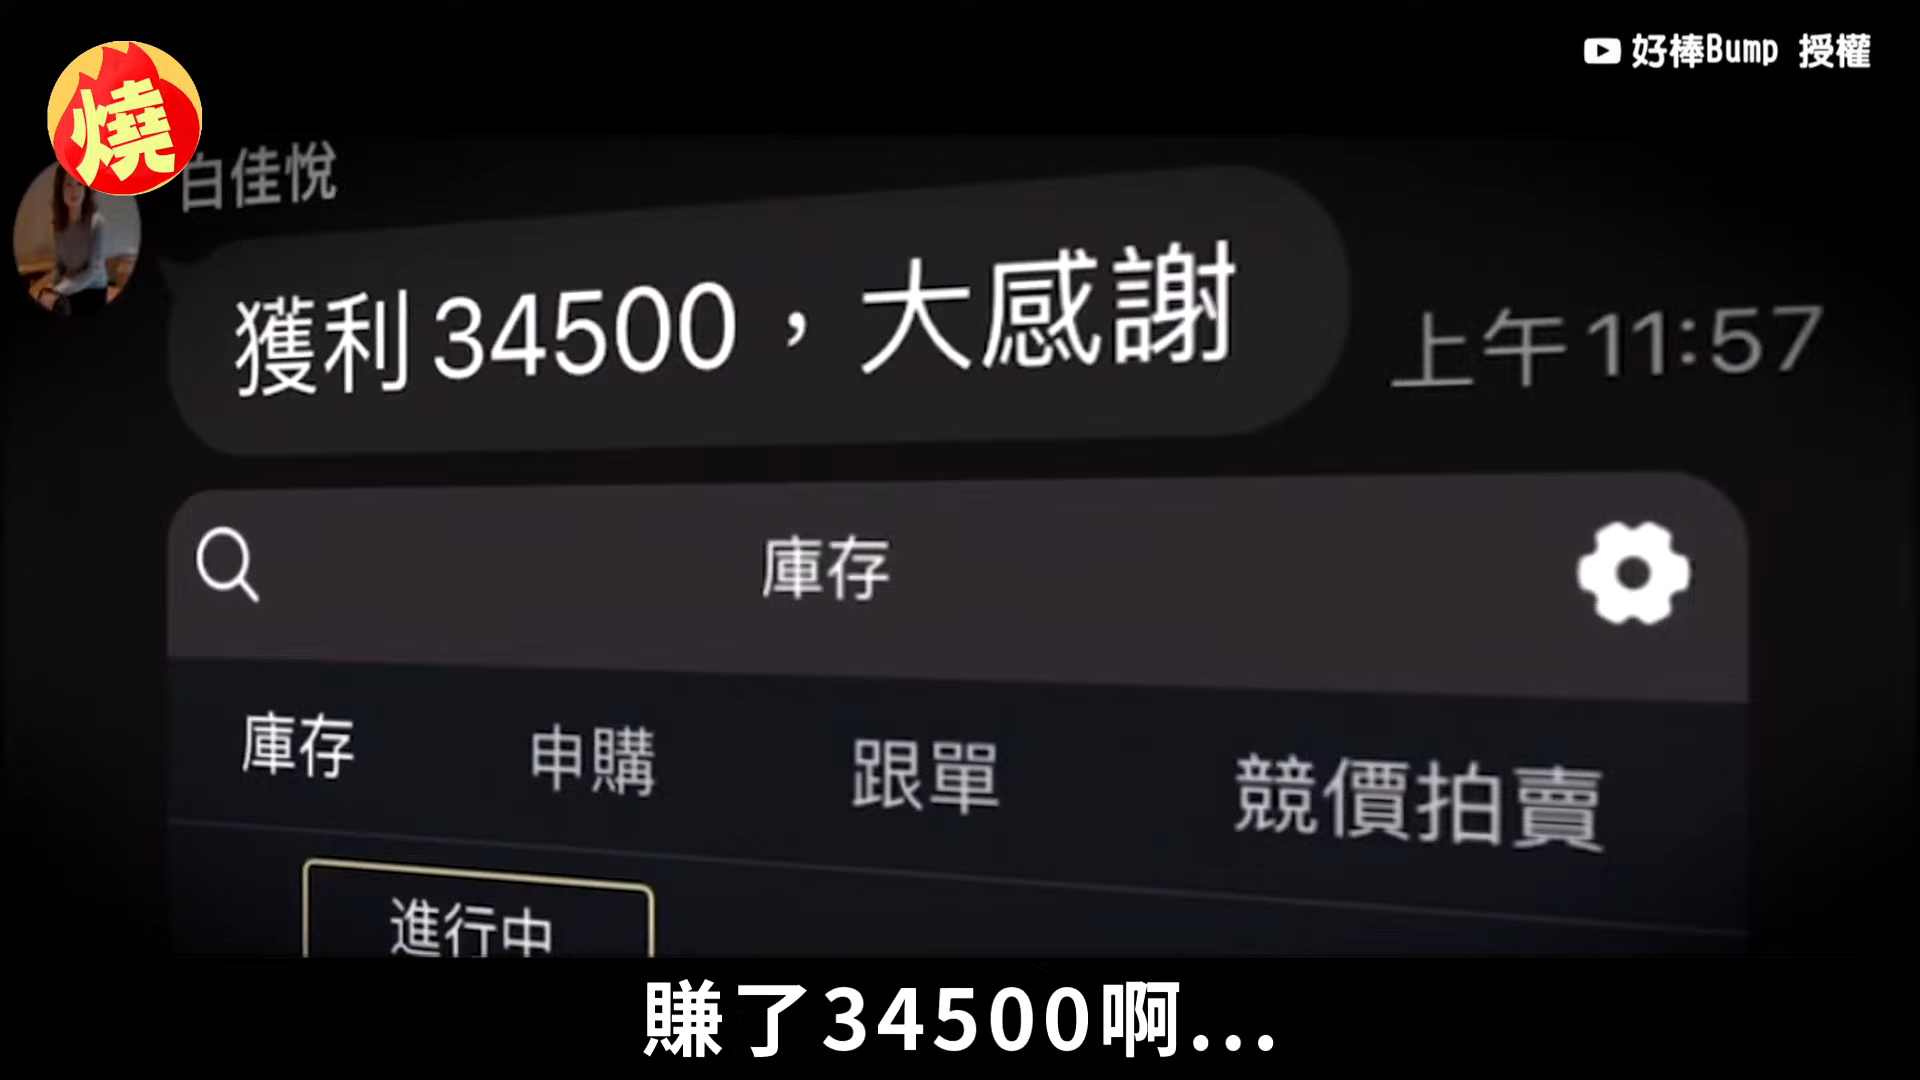 好棒Bump 授權
燒
白佳悅
獲利34500，大感謝
上午11:57
庫存
庫存 申購 跟單 競價拍賣
進行中
賺了34500啊...